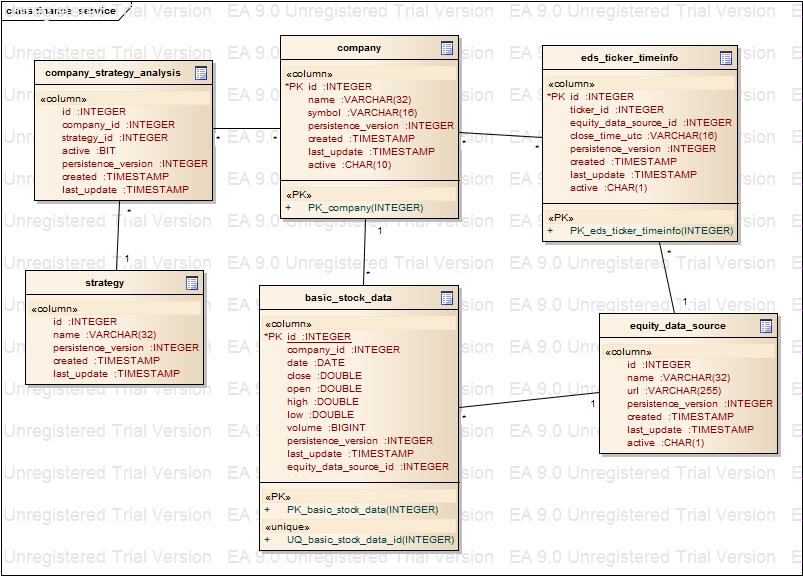 class finance_service
EA 9.0 Unregistered Trial Version
company_strategy_analysis
«column»
id :INTEGER
company_id :INTEGER
strategy_id :INTEGER
active :BIT
persistence_version :INTEGER
created :TIMESTAMP
last_update :TIMESTAMP
*
company
«column»
*PK id :INTEGER
name :VARCHAR(32)
symbol :VARCHAR(16)
persistence_version :INTEGER
created :TIMESTAMP
last_update :TIMESTAMP
active :CHAR(10)
«PK»
+ PK_company(INTEGER)
*
*
1
*
eds_ticker_timeinfo
«column»
*PK id :INTEGER
ticker_id :INTEGER
equity_data_source_id :INTEGER
close_time_utc :VARCHAR(16)
persistence_version :INTEGER
created :TIMESTAMP
last_update :TIMESTAMP
active :CHAR(1)
«PK»
+ PK_eds_ticker_timeinfo(INTEGER)
*
*
*
1
strategy
«column»
id :INTEGER
name :VARCHAR(32)
persistence_version :INTEGER
created :TIMESTAMP
last_update :TIMESTAMP
1
basic_stock_data
«column»
*PK id :INTEGER
company_id :INTEGER
date :DATE
close :DOUBLE
open :DOUBLE
high :DOUBLE
low :DOUBLE
volume :BIGINT
persistence_version :INTEGER
last_update :TIMESTAMP
equity_data_source_id :INTEGER
«PK»
+ PK_basic_stock_data(INTEGER)
«unique»
+ UQ_basic_stock_data_id(INTEGER)
*
1
equity_data_source
«column»
id :INTEGER
name :VARCHAR(32)
url :VARCHAR(255)
persistence_version :INTEGER
created :TIMESTAMP
last_update :TIMESTAMP
active :CHAR(1)